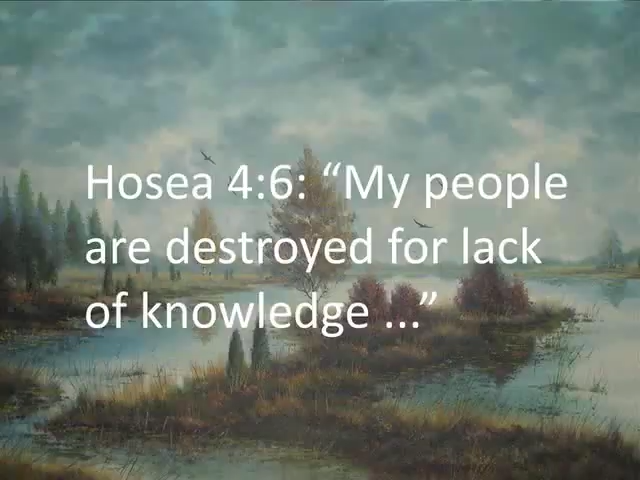 Hosea 4:6: “My people
are destroyed for lack
of knowledge ...”